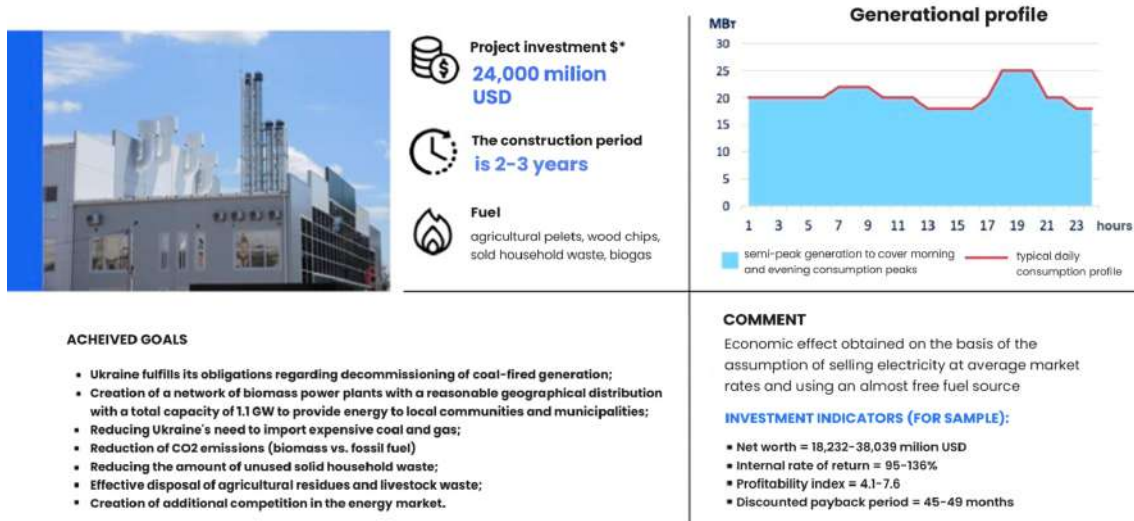 Project investment $*
24,000 milion
USD
The construction period
is 2-3 years
Fuel
agricultural pelets, wood chips,
sold household waste, biogas
Generational profile
МВт
30
25
20
15
10
5
0
1 3 5 7 9 11 13 15 17 19 21 23 hours
semi-peak generation to cover morning
and evening consumption peaks
typical daily
consumption profile
ACHEIVED GOALS
• Ukraine fulfills its obligations regarding decommissioning of coal-fired generation;
• Creation of a network of biomass power plants with a reasonable geographical distribution
with a total capacity of 1.1 GW to provide energy to local communities and municipalities;
• Reducing Ukraine's need to import expensive coal and gas;
• Reduction of CO2 emissions (biomass vs. fossil fuel)
• Reducing the amount of unused solid household waste;
• Effective disposal of agricultural residues and livestock waste;
• Creation of additional competition in the energy market.
COMMENT
Economic effect obtained on the basis of the
assumption of selling electricity at average market
rates and using an almost free fuel source
INVESTMENT INDICATORS (FOR SAMPLE):
▪ Net worth = 18,232-38,039 milion USD
▪ Internal rate of return = 95-136%
▪ Profitability index = 4.1-7.6
▪ Discounted payback period = 45-49 months